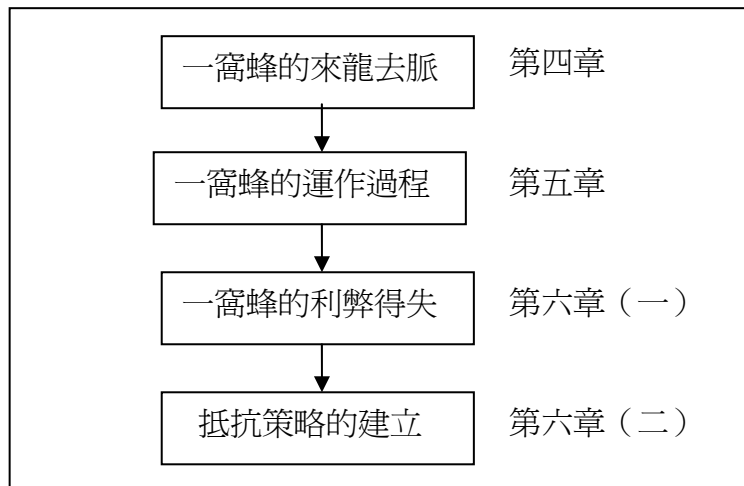 一窩蜂的來龍去脈 第四章
一窩蜂的運作過程 第五章
一窩蜂的利弊得失 第六章（一）
抵抗策略的建立 第六章（二）